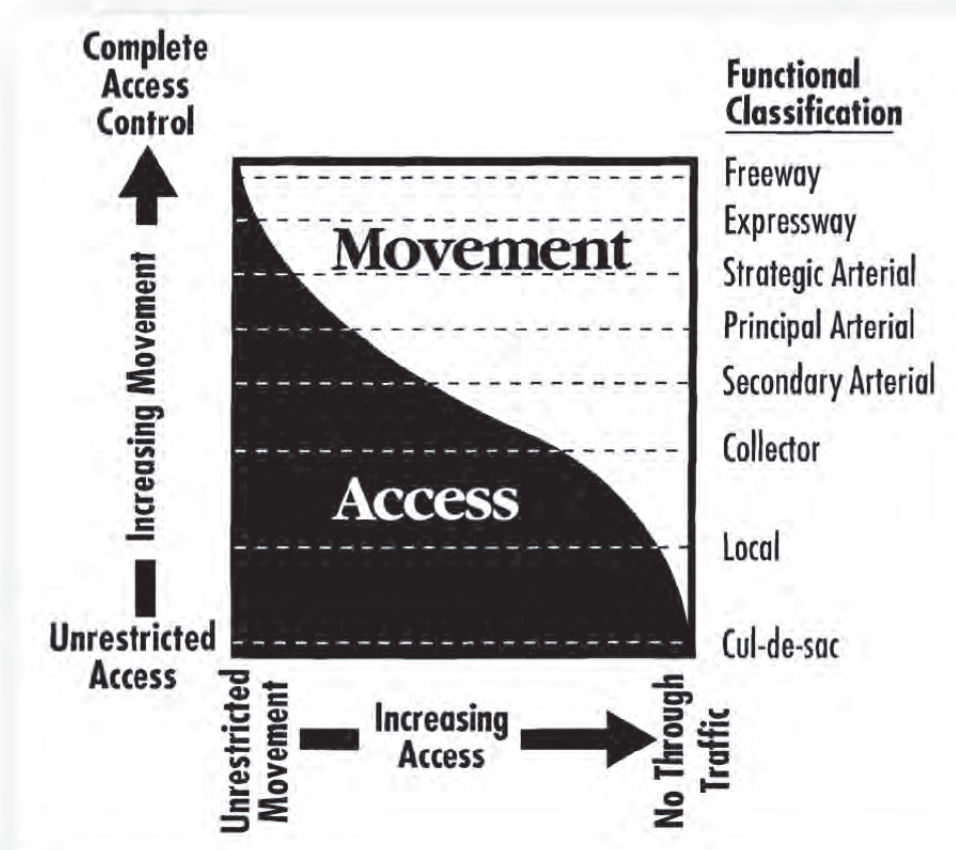 Complete
Access
Control
Functional
Classification
Freeway
Expressway
Strategic Arterial
Principal Arterial
Secondary Arterial
Collector
Local
Cul-de-sac
Movement
Access
Increasing Movement
Unrestricted
Access
Unrestricted
Movement
Increasing
Access
No Through
Traffic